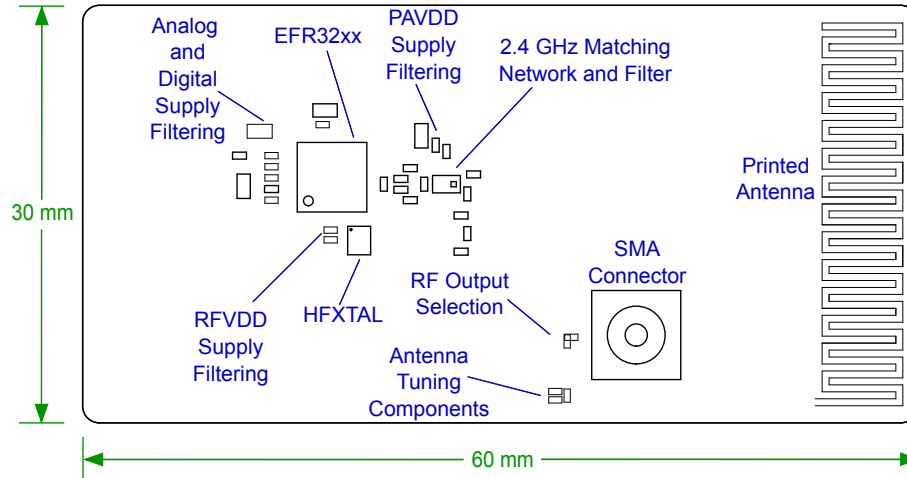 Analog
and
Digital
Supply
Filtering
EFR32xx
PAVDD
Supply
Filtering
2.4 GHz Matching
Network and Filter
Printed
Antenna
30 mm
RFVDD
Supply
Filtering
HFXTAL
RF Output
Selection
SMA
Connector
Antenna
Tuning
Components
60 mm